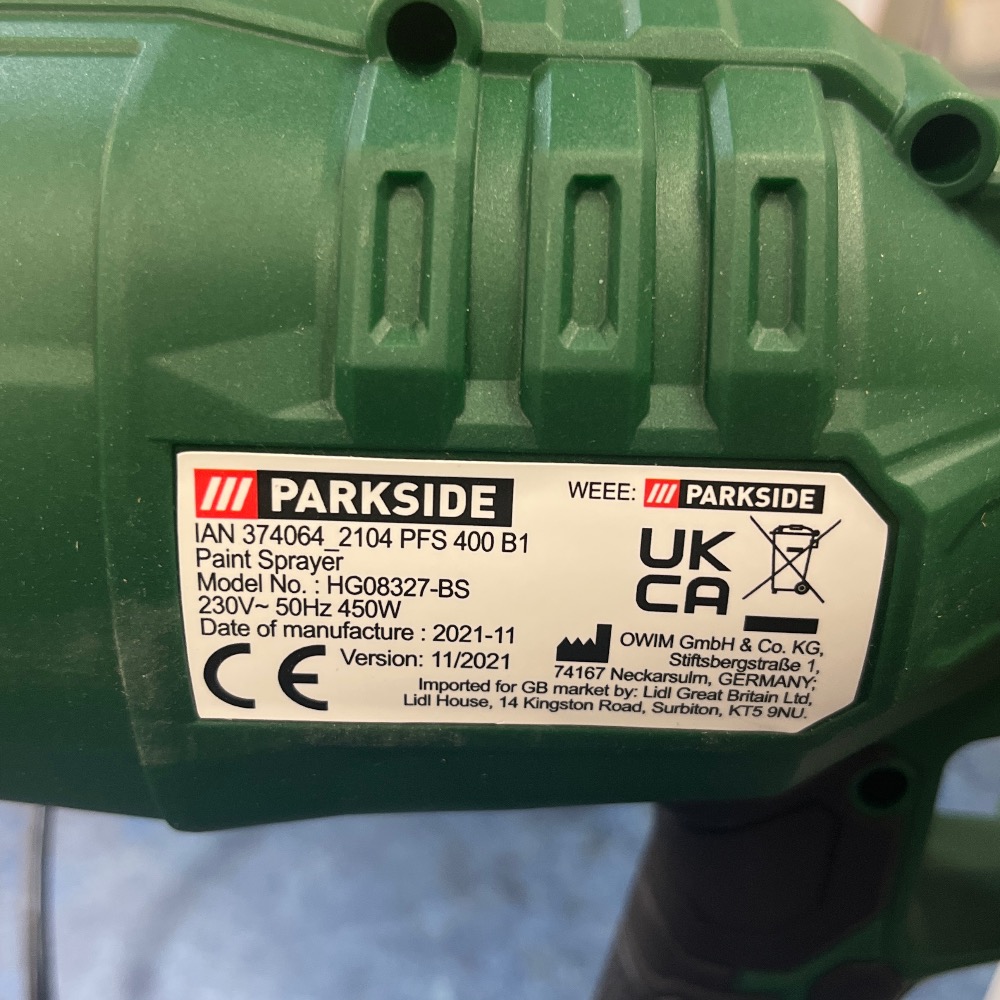 PARKSIDE
IAN 374064_2104 PFS 400 B1
Paint Sprayer
Model No. : HG08327-BS
230V~ 50Hz 450W
Date of manufacture : 2021-11
CE
Version: 11/2021
WEEE: PARKSIDE
UK
CA
OWIM GmbH & Co. KG,
Stiftsbergstraße 1,
74167 Neckarsulm, GERMANY;
Imported for GB market by: Lidl Great Britain Ltd,
Lidl House, 14 Kingston Road, Surbiton, KT5 9NU.